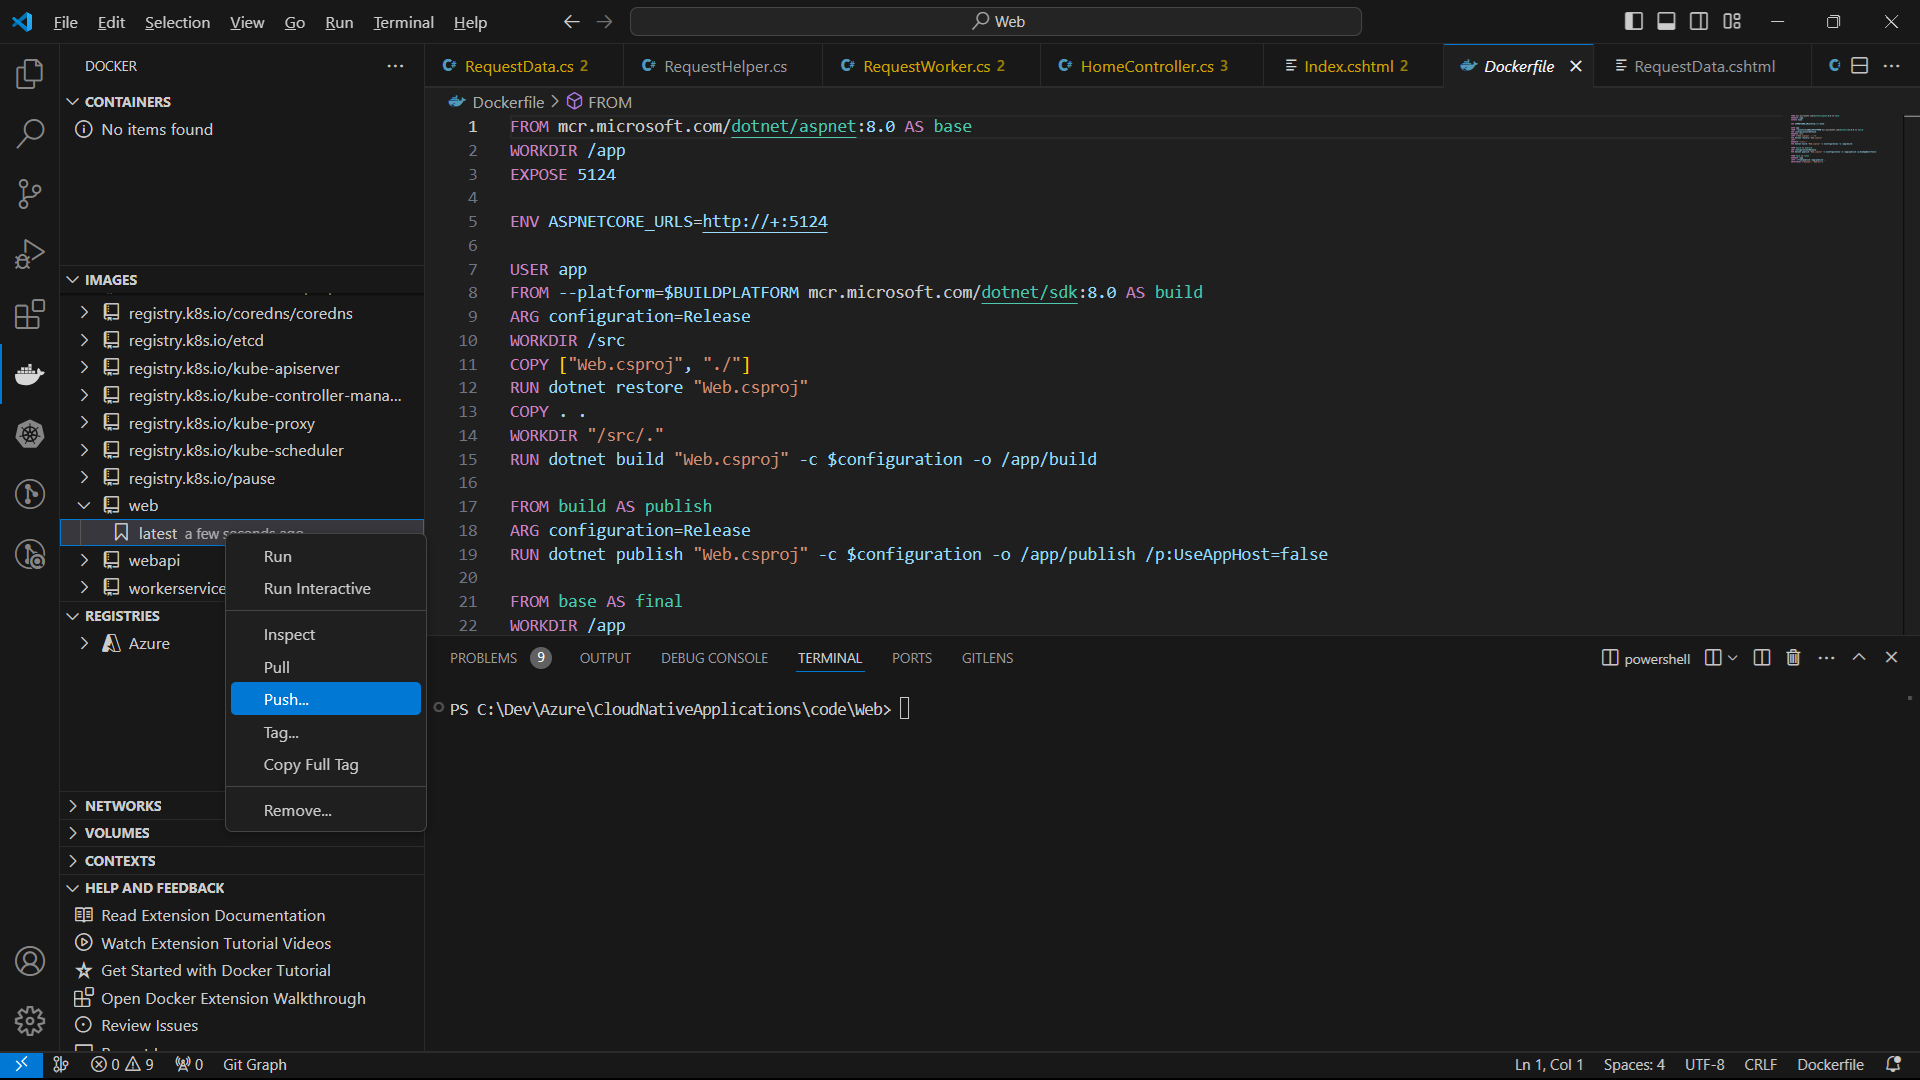 File Edit Selection View Go Run Terminal Help
Web
DOCKER
CONTAINERS
No items found
IMAGES
registry.k8s.io/coredns/coredns
registry.k8s.io/etcd
registry.k8s.io/kube-apiserver
registry.k8s.io/kube-controller-mana...
registry.k8s.io/kube-proxy
registry.k8s.io/kube-scheduler
registry.k8s.io/pause
web
latest a few seconds ago
webapi
workerservice
REGISTRIES
Azure
NETWORKS
VOLUMES
CONTEXTS
HELP AND FEEDBACK
Read Extension Documentation
Watch Extension Tutorial Videos
Get Started with Docker Tutorial
Open Docker Extension Walkthrough
Review Issues
Run
Run Interactive
Inspect
Pull
Push...
Tag...
Copy Full Tag
Remove...
RequestData.cs 2
RequestHelper.cs
RequestWorker.cs 2
HomeController.cs 3
Index.cshtml 2
Dockerfile
RequestData.cshtml
Dockerfile > FROM
1 FROM mcr.microsoft.com/dotnet/aspnet:8.0 AS base
2 WORKDIR /app
3 EXPOSE 5124
4
5 ENV ASPNETCORE_URLS=http://+:5124
6
7 USER app
8 FROM --platform=$BUILDPLATFORM mcr.microsoft.com/dotnet/sdk:8.0 AS build
9 ARG configuration=Release
10 WORKDIR /src
11 COPY ["Web.csproj", "./"]
12 RUN dotnet restore "Web.csproj"
13 COPY . .
14 WORKDIR "/src/."
15 RUN dotnet build "Web.csproj" -c $configuration -o /app/build
16
17 FROM build AS publish
18 ARG configuration=Release
19 RUN dotnet publish "Web.csproj" -c $configuration -o /app/publish /p:UseAppHost=false
20
21 FROM base AS final
22 WORKDIR /app
PROBLEMS 9 OUTPUT DEBUG CONSOLE TERMINAL PORTS GITLENS
powershell
PS C:\Dev\Azure\CloudNativeApplications\code\Web>
0 9 0 Git Graph
Ln 1, Col 1 Spaces: 4 UTF-8 CRLF Dockerfile